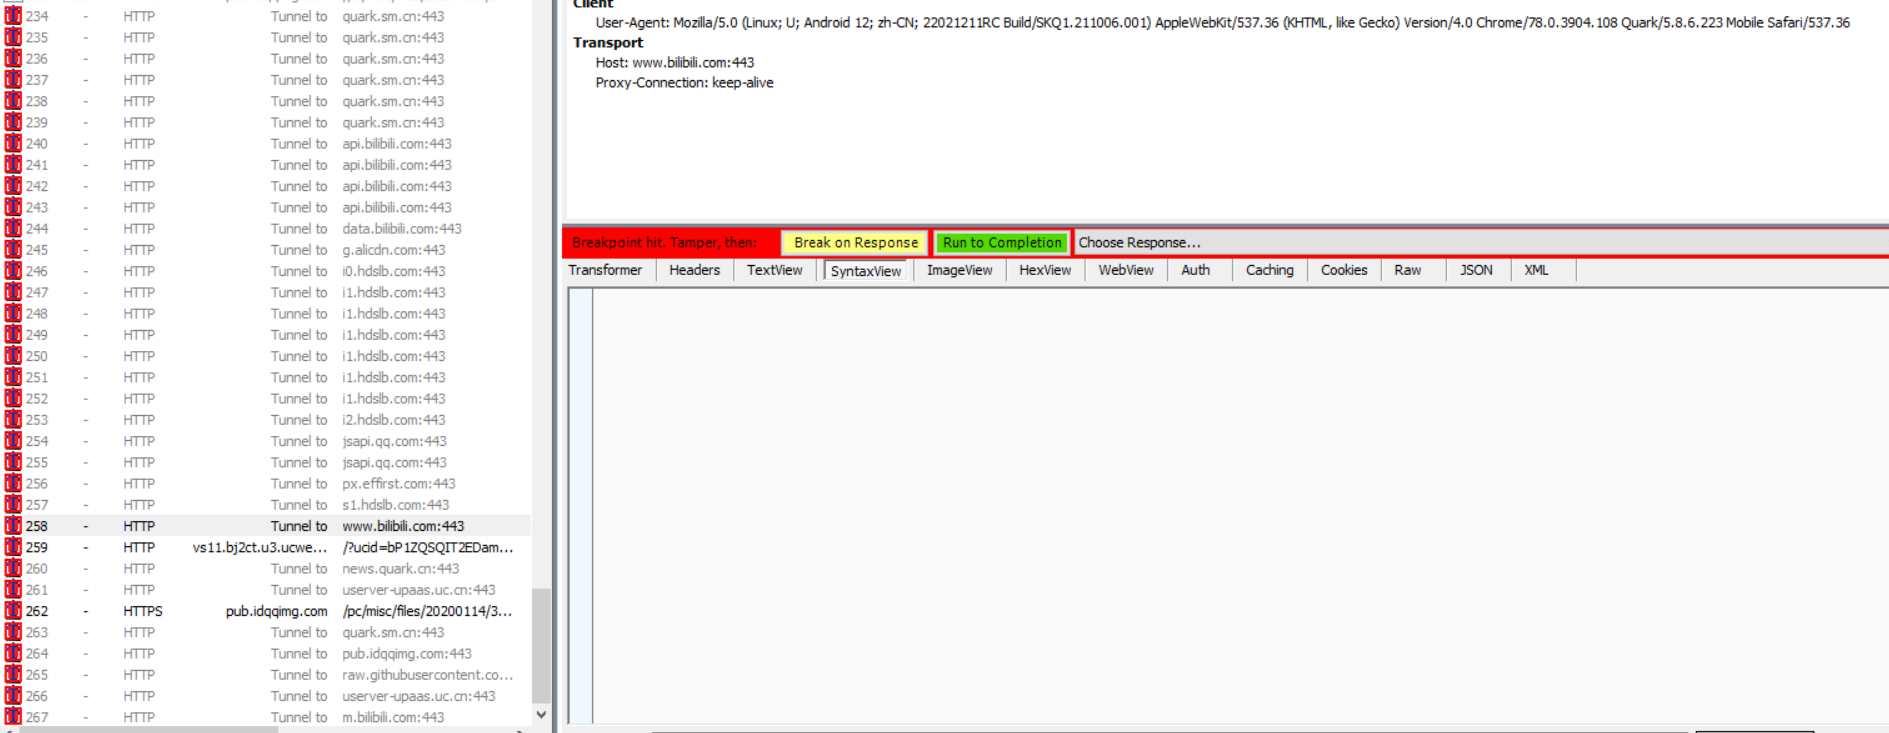 234 - HTTP Tunnel to quark.sm.cn:443
235 - HTTP Tunnel to quark.sm.cn:443
236 - HTTP Tunnel to quark.sm.cn:443
237 - HTTP Tunnel to quark.sm.cn:443
238 - HTTP Tunnel to quark.sm.cn:443
239 - HTTP Tunnel to quark.sm.cn:443
240 - HTTP Tunnel to api.bilibili.com:443
241 - HTTP Tunnel to api.bilibili.com:443
242 - HTTP Tunnel to api.bilibili.com:443
243 - HTTP Tunnel to api.bilibili.com:443
244 - HTTP Tunnel to data.bilibili.com:443
245 - HTTP Tunnel to g.alicdn.com:443
246 - HTTP Tunnel to i0.hdslb.com:443
247 - HTTP Tunnel to i1.hdslb.com:443
248 - HTTP Tunnel to i1.hdslb.com:443
249 - HTTP Tunnel to i1.hdslb.com:443
250 - HTTP Tunnel to i1.hdslb.com:443
251 - HTTP Tunnel to i1.hdslb.com:443
252 - HTTP Tunnel to i1.hdslb.com:443
253 - HTTP Tunnel to i2.hdslb.com:443
254 - HTTP Tunnel to jsapi.qq.com:443
255 - HTTP Tunnel to jsapi.qq.com:443
256 - HTTP Tunnel to px.effirst.com:443
257 - HTTP Tunnel to s1.hdslb.com:443
258 - HTTP Tunnel to www.bilibili.com:443
259 - HTTP vs11.bj2ct.u3.ucwe... /?ucid=bP1ZQSQIT2EDam...
260 - HTTP Tunnel to news.quark.cn:443
261 - HTTP Tunnel to userver-upaas.uc.cn:443
262 - HTTPS pub.idqqimg.com /pc/misc/files/20200114/3...
263 - HTTP Tunnel to quark.sm.cn:443
264 - HTTP Tunnel to pub.idqqimg.com:443
265 - HTTP Tunnel to raw.githubusercontent.co...
266 - HTTP Tunnel to userver-upaas.uc.cn:443
267 - HTTP Tunnel to m.bilibili.com:443
Client
User-Agent: Mozilla/5.0 (Linux; U; Android 12; zh-CN; 22021211RC Build/SKQ1.211006.001) AppleWebKit/537.36 (KHTML, like Gecko) Version/4.0 Chrome/78.0.3904.108 Quark/5.8.6.223 Mobile Safari/537.36
Transport
Host: www.bilibili.com:443
Proxy-Connection: keep-alive
Breakpoint hit. Tamper, then: Break on Response Run to Completion Choose Response...
Transformer Headers TextView SyntaxView ImageView HexView WebView Auth Caching Cookies Raw JSON XML